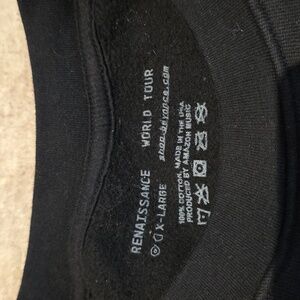 RENAISSANCE WORLD TOUR
X-LARGE shop.beyonce.com
100% COTTON. MADE IN THE USA
PRODUCED BY AMAZON MUSIC